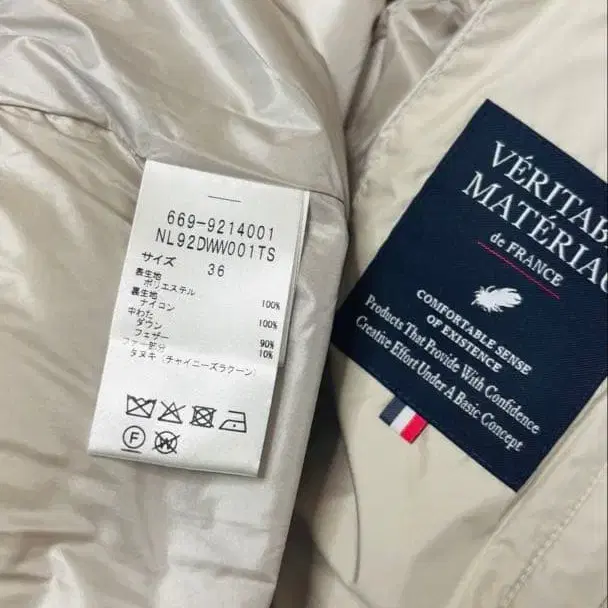 669-9214001
NL92DWW001TS
サイズ 36
表生地
ポリエステル 100%
裏生地
ナイロン 100%
中わた
ダウン 90%
フェザー 10%
ファー部分
タヌキ（チャイニーズラクーン）
F
W
VÉRITAB
MATÉRIAU
de FRANCE
COMFORTABLE SENSE
OF EXISTENCE
Products That Provide With Confidence
Creative Effort Under A Basic Concept